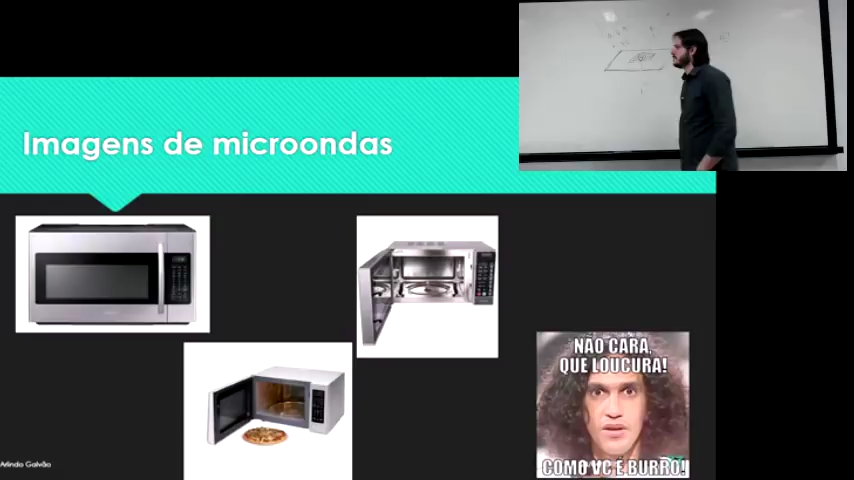 Imagens de microondas
NÃO CARA,
QUE LOUCURA!
COMO VC É BURRO!
Arlindo Galvão